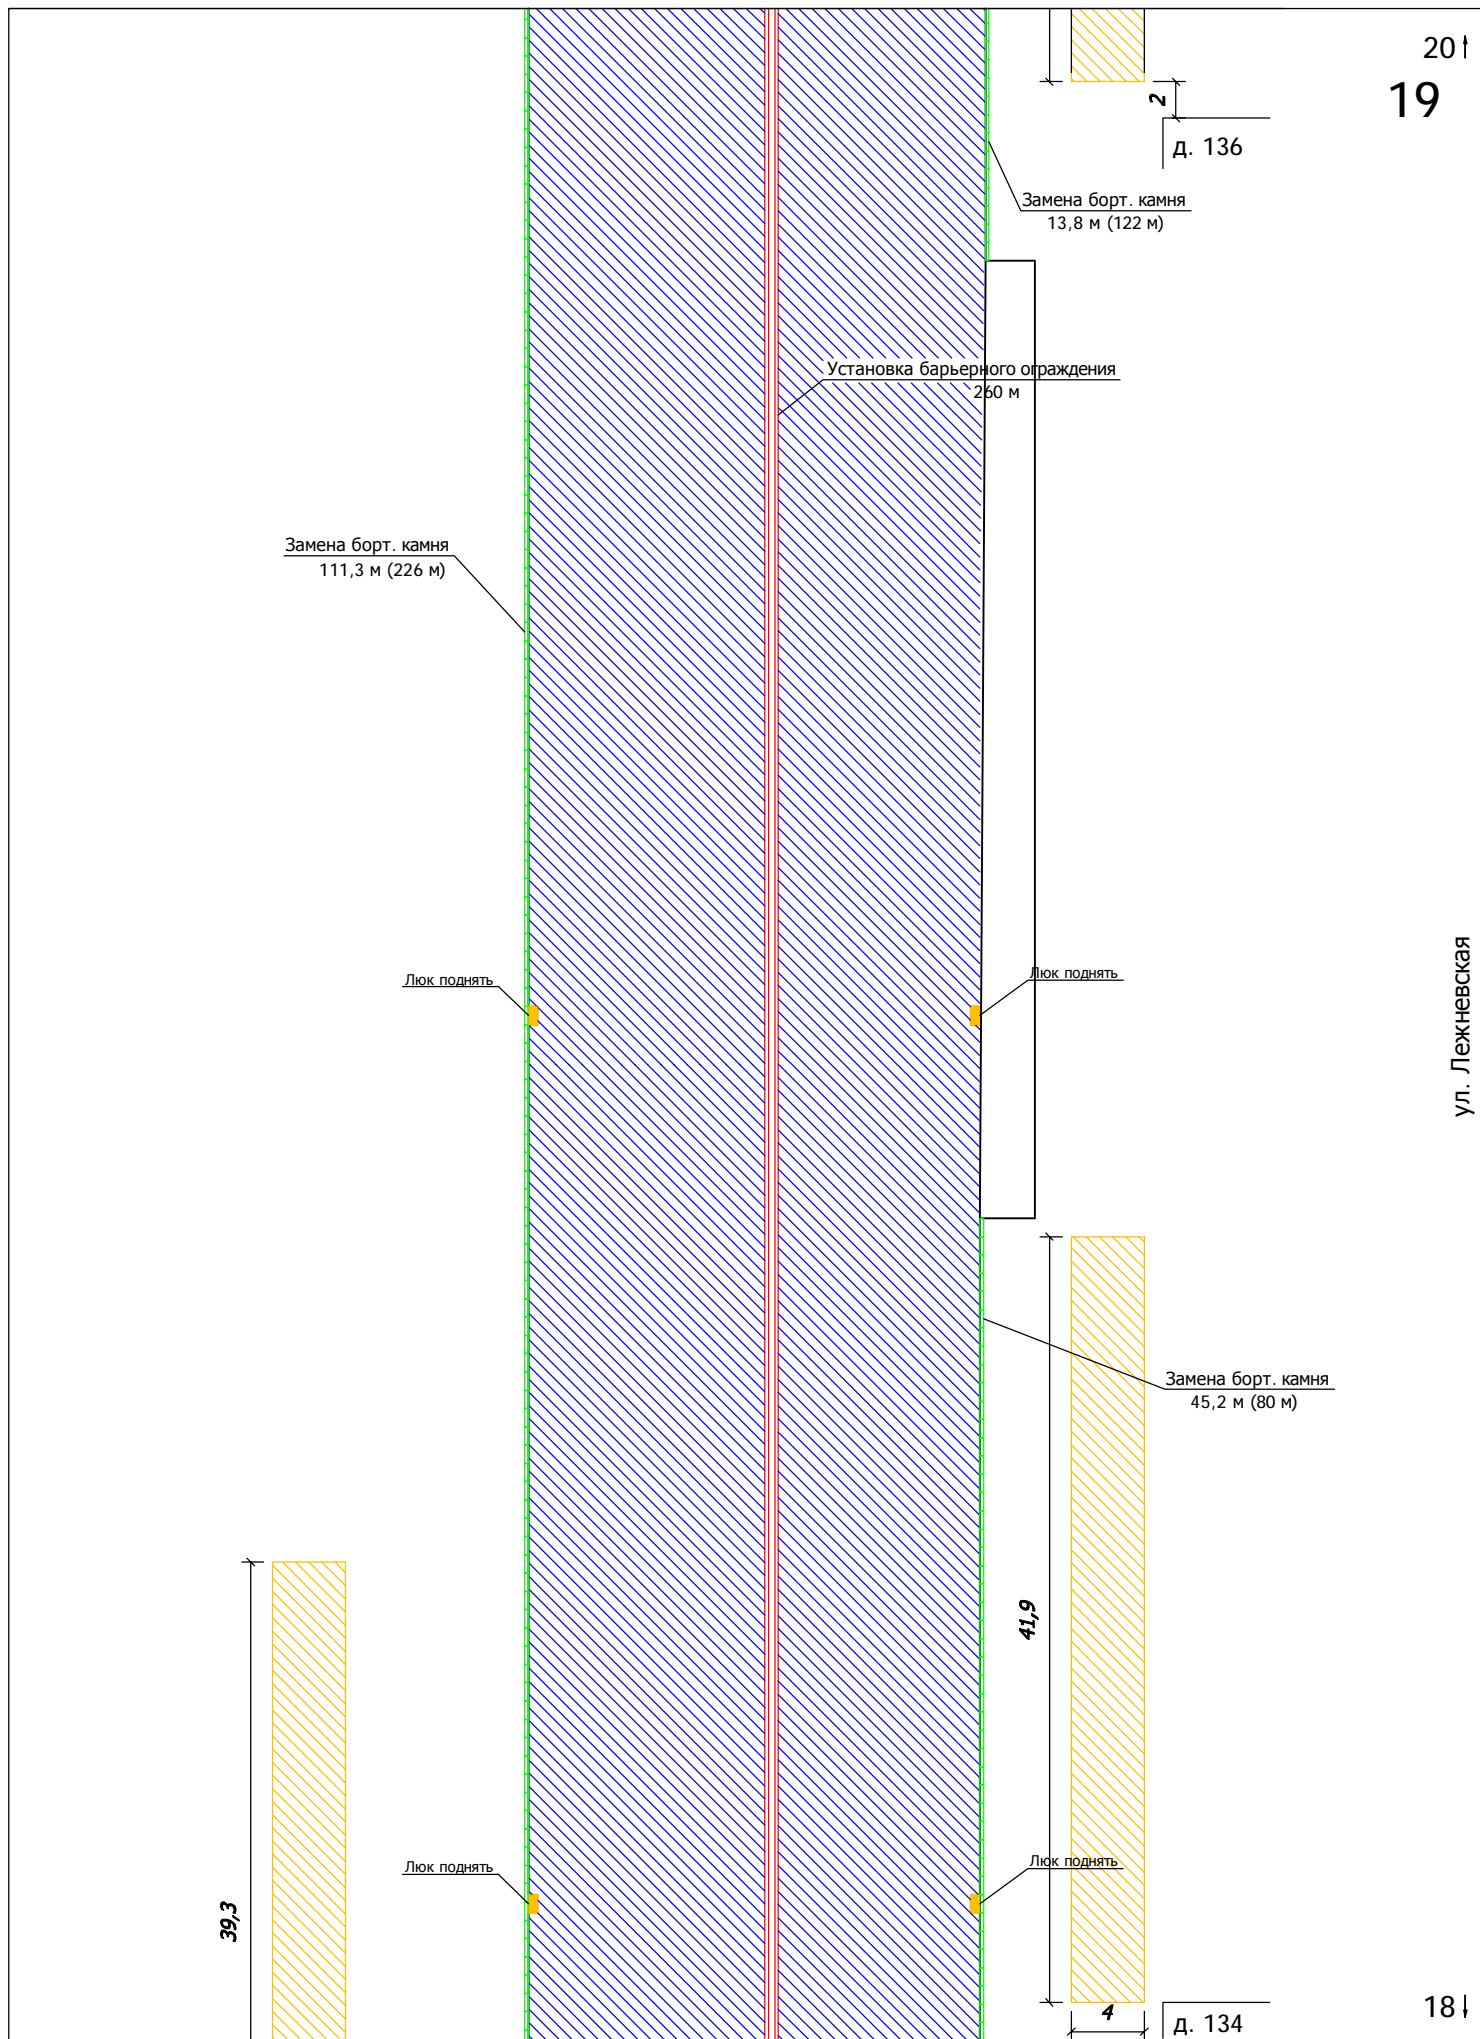 20
19
2
д. 136
Замена борт. камня
13,8 м (122 м)
Установка барьерного ограждения
260 м
Замена борт. камня
111,3 м (226 м)
Люк поднять
Люк поднять
ул. Лежневская
Замена борт. камня
45,2 м (80 м)
41,9
Люк поднять
Люк поднять
39,3
4
18
д. 134